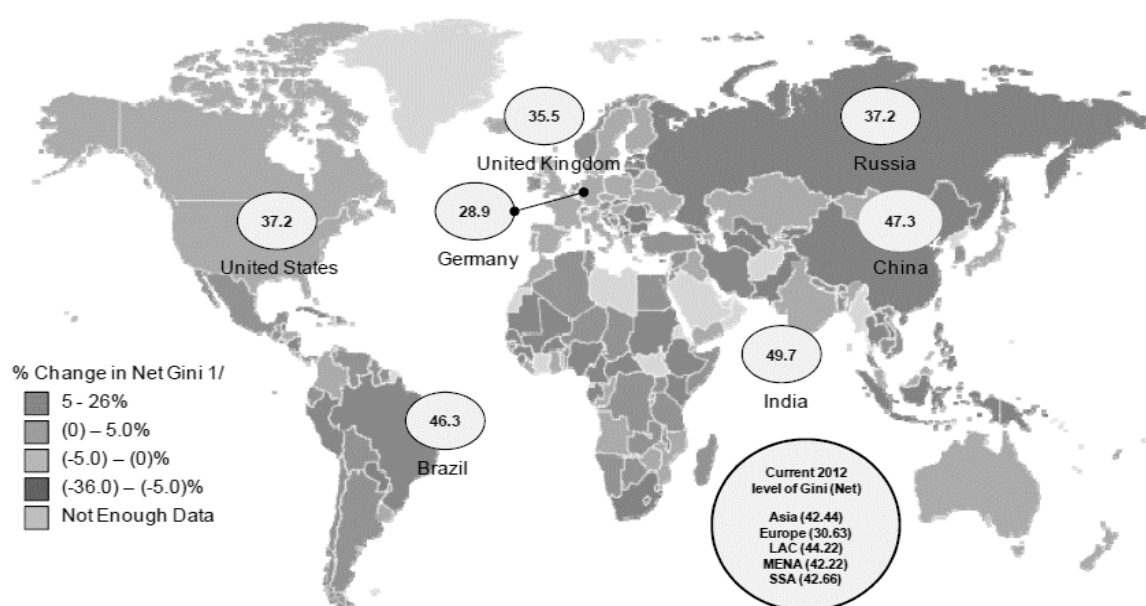 35.5
United Kingdom
37.2
Russia
28.9
Germany
37.2
United States
47.3
China
49.7
India
46.3
Brazil
% Change in Net Gini 1/
5 - 26%
(0) – 5.0%
(-5.0) – (0)%
(-36.0) – (-5.0)%
Not Enough Data
Current 2012
level of Gini (Net)
Asia (42.44)
Europe (30.63)
LAC (44.22)
MENA (42.22)
SSA (42.66)